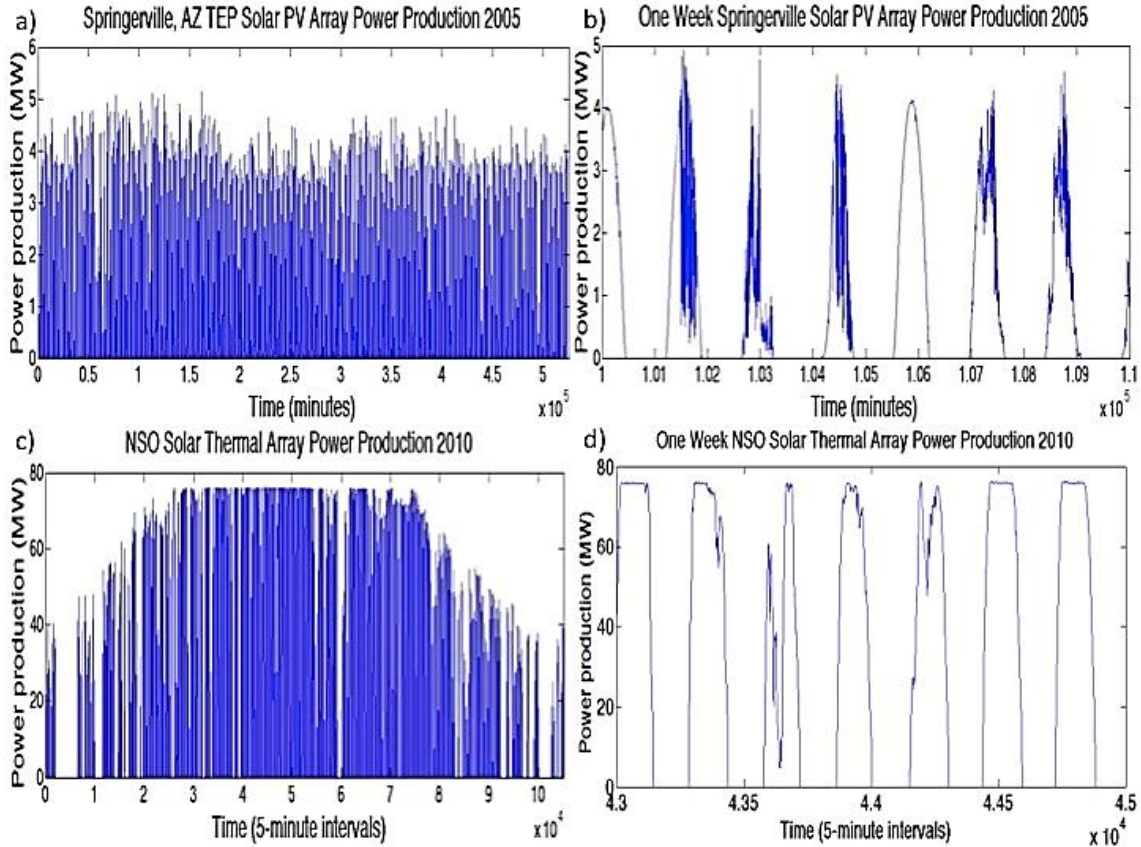 a) Springerville, AZ TEP Solar PV Array Power Production 2005
Power production (MW)
6
5
4
3
2
1
0
0 0.5 1 1.5 2 2.5 3 3.5 4 4.5 5
Time (minutes)
x10^5
b) One Week Springerville Solar PV Array Power Production 2005
Power production (MW)
5
4
3
2
1
0
1 1.01 1.02 1.03 1.04 1.05 1.06 1.07 1.08 1.09 1.1
Time (minutes)
x10^5
c) NSO Solar Thermal Array Power Production 2010
Power production (MW)
80
60
40
20
0
0 1 2 3 4 5 6 7 8 9 10
Time (5-minute intervals)
x10^4
d) One Week NSO Solar Thermal Array Power Production 2010
Power production (MW)
80
70
60
50
40
30
20
10
0
4.3 4.35 4.4 4.45 4.5
Time (5-minute intervals)
x10^4